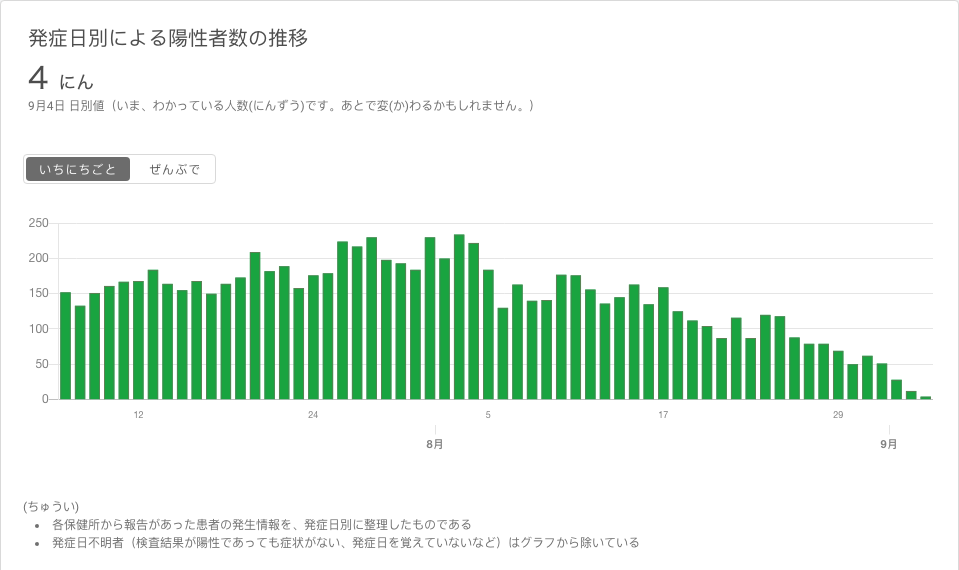 発症日別による陽性者数の推移
4 にん
9月4日 日別値（いま、わかっている人数(にんずう)です。あとで変(か)わるかもしれません。）
いちにちごと ぜんぶで
250
200
150
100
50
0
12 24 5 17 29
8月 9月
(ちゅうい)
• 各保健所から報告があった患者の発生情報を、発症日別に整理したものである
• 発症日不明者（検査結果が陽性であっても症状がない、発症日を覚えていないなど）はグラフから除いている